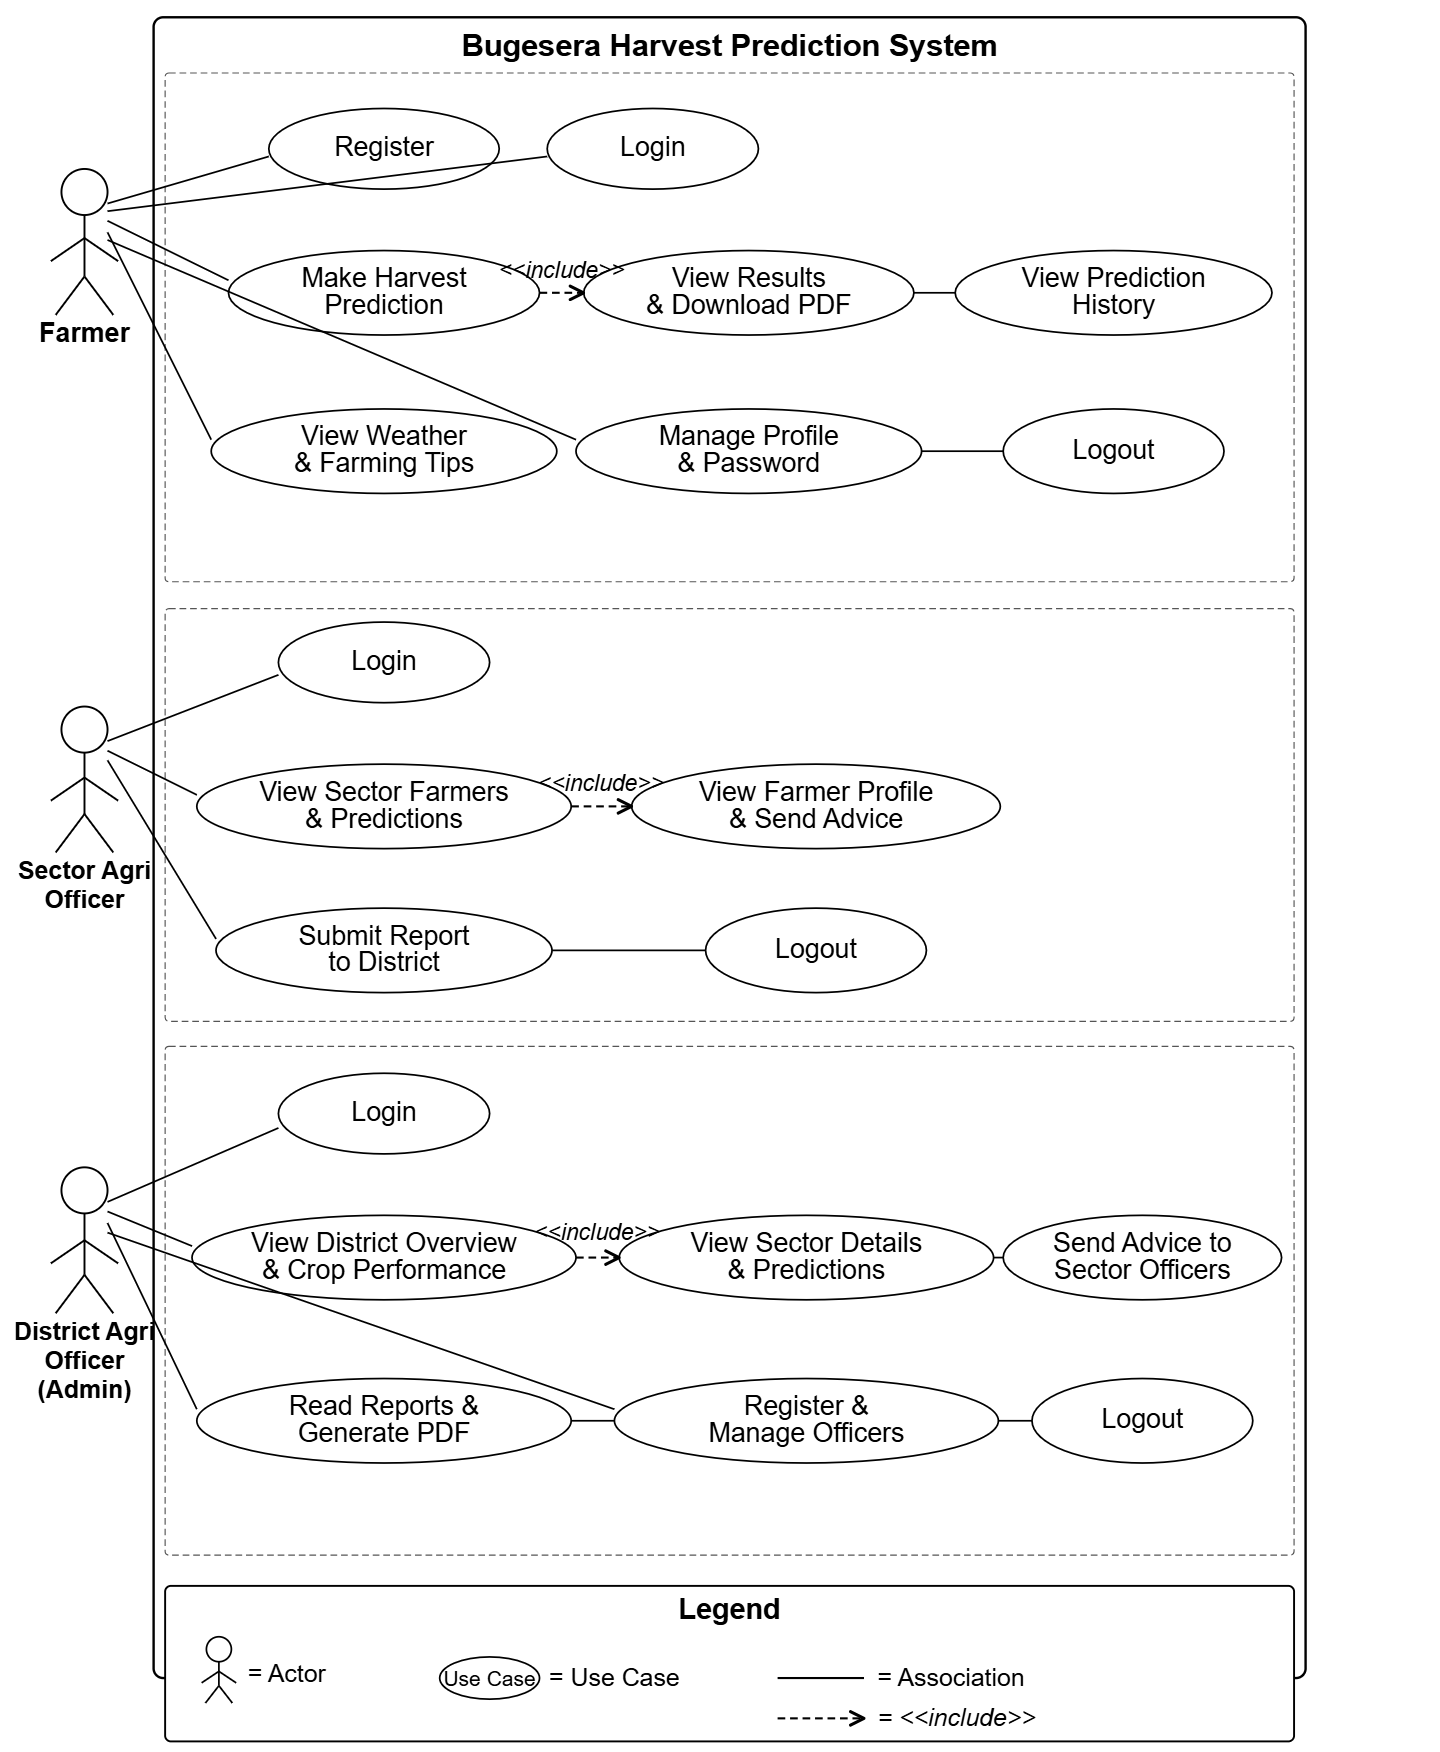 Bugesera Harvest Prediction System
Register
Login
Farmer
Make Harvest
Prediction
<<include>>
View Results
& Download PDF
View Prediction
History
View Weather
& Farming Tips
Manage Profile
& Password
Logout
Login
Sector Agri
Officer
View Sector Farmers
& Predictions
<<include>>
View Farmer Profile
& Send Advice
Submit Report
to District
Logout
Login
District Agri
Officer
(Admin)
View District Overview
& Crop Performance
<<include>>
View Sector Details
& Predictions
Send Advice to
Sector Officers
Read Reports &
Generate PDF
Register &
Manage Officers
Logout
Legend
= Actor
Use Case
= Use Case
= Association
= <<include>>